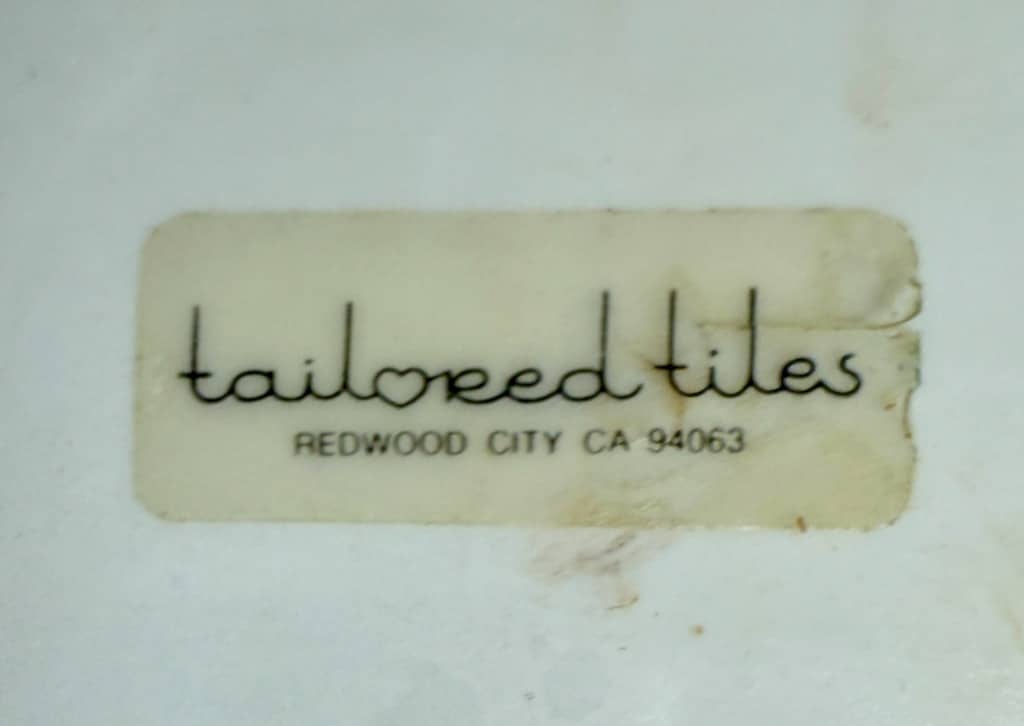 tailored tiles
REDWOOD CITY CA 94063